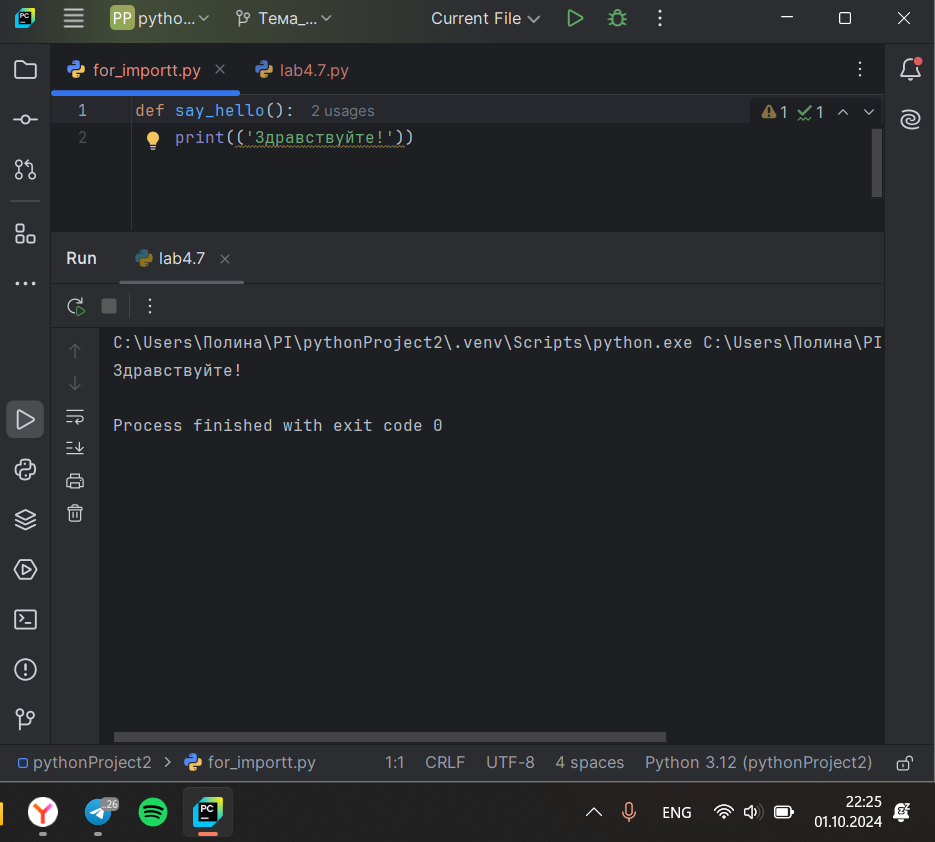 PC
PP pytho...
Тема_...
Current File
for_importt.py
lab4.7.py
1 def say_hello(): 2 usages
1 1
2 print(('Здравствуйте!'))
Run
lab4.7
C:\Users\Полина\PI\pythonProject2\.venv\Scripts\python.exe C:\Users\Полина\PI
Здравствуйте!
Process finished with exit code 0
pythonProject2 > for_importt.py
1:1
CRLF
UTF-8
4 spaces
Python 3.12 (pythonProject2)
..26
PC
ENG
22:25
01.10.2024